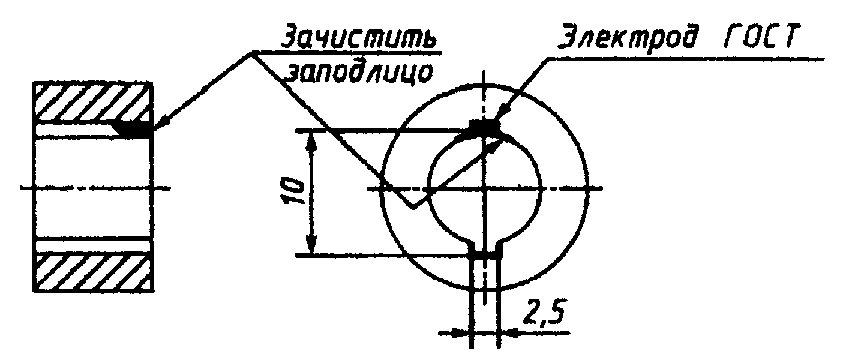 Зачистить
заподлицо
Электрод ГОСТ
10
2,5